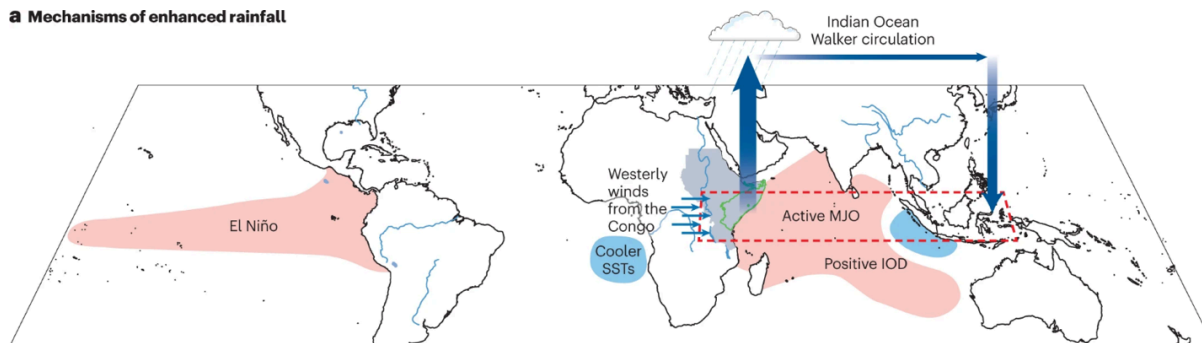 a Mechanisms of enhanced rainfall
Indian Ocean
Walker circulation
Westerly
winds
from the
Congo
El Niño
Active MJO
Cooler
SSTs
Positive IOD